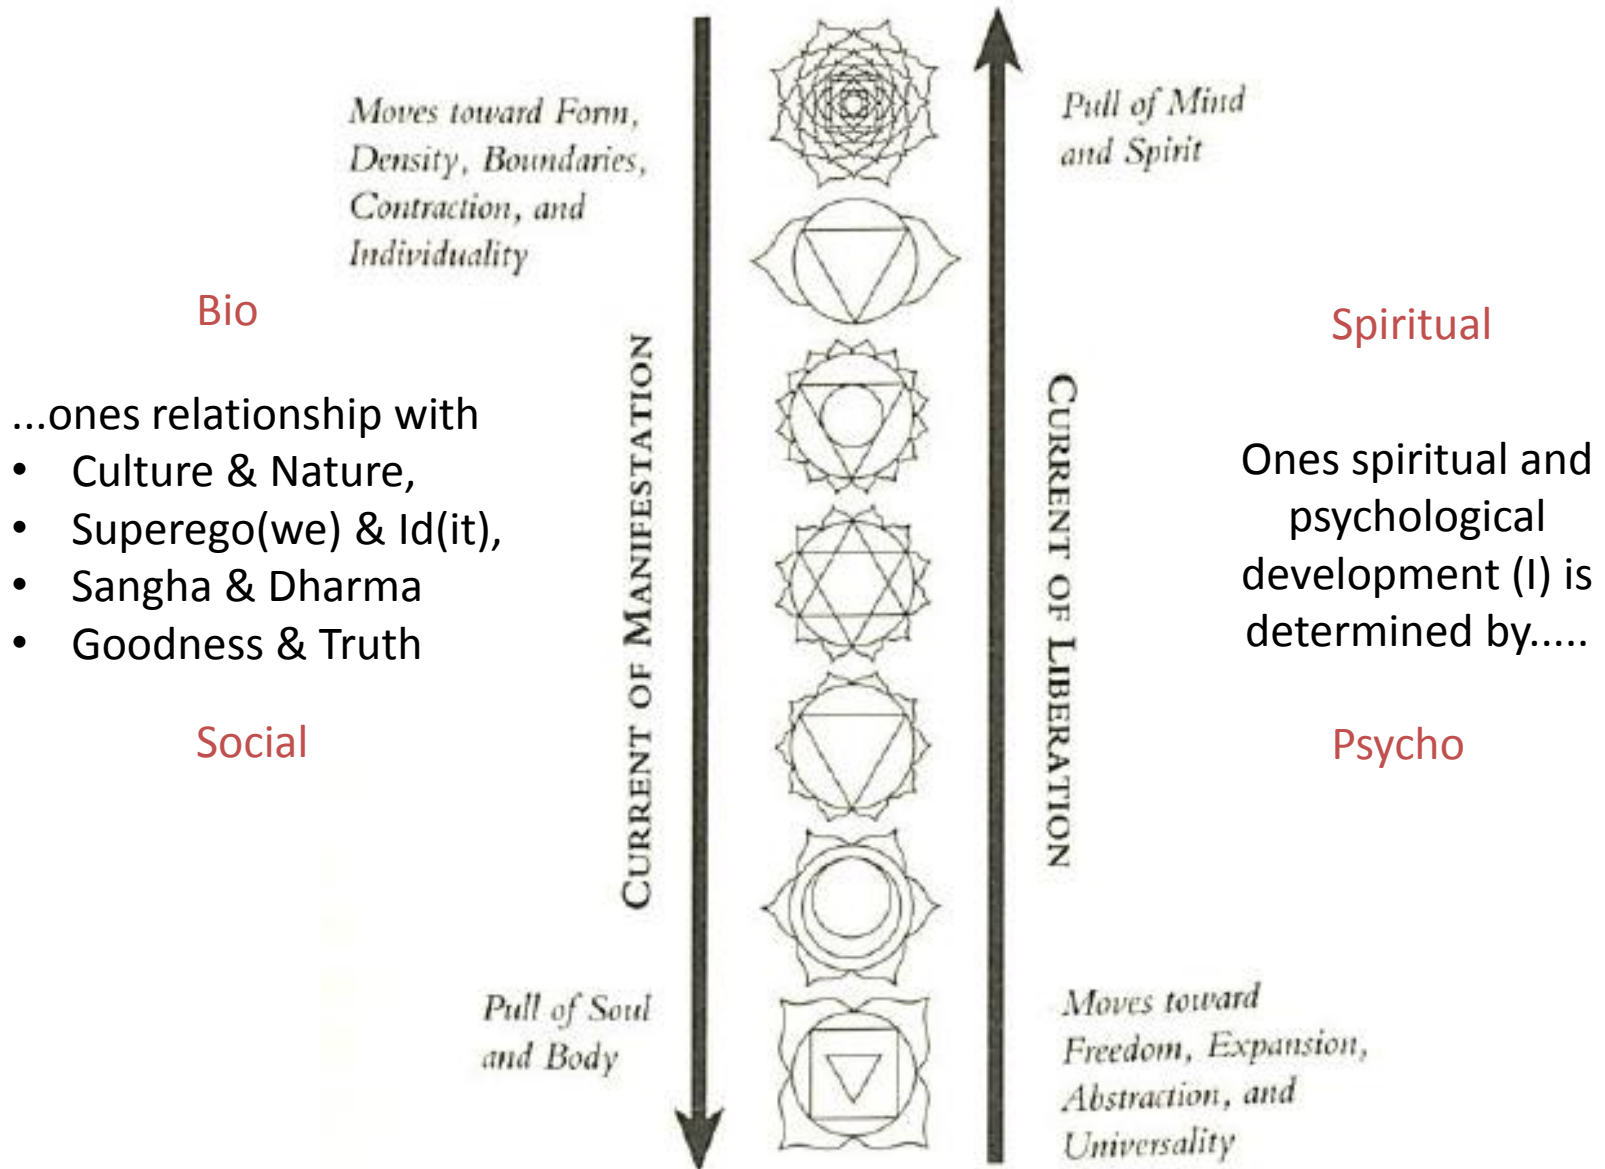 Moves toward Form,
Density, Boundaries,
Contraction, and
Individuality
Bio
...ones relationship with
• Culture & Nature,
• Superego(we) & Id(it),
• Sangha & Dharma
• Goodness & Truth
Social
Pull of Soul
and Body
CURRENT OF MANIFESTATION
CURRENT OF LIBERATION
Pull of Mind
and Spirit
Spiritual
Ones spiritual and
psychological
development (I) is
determined by.....
Psycho
Moves toward
Freedom, Expansion,
Abstraction, and
Universality